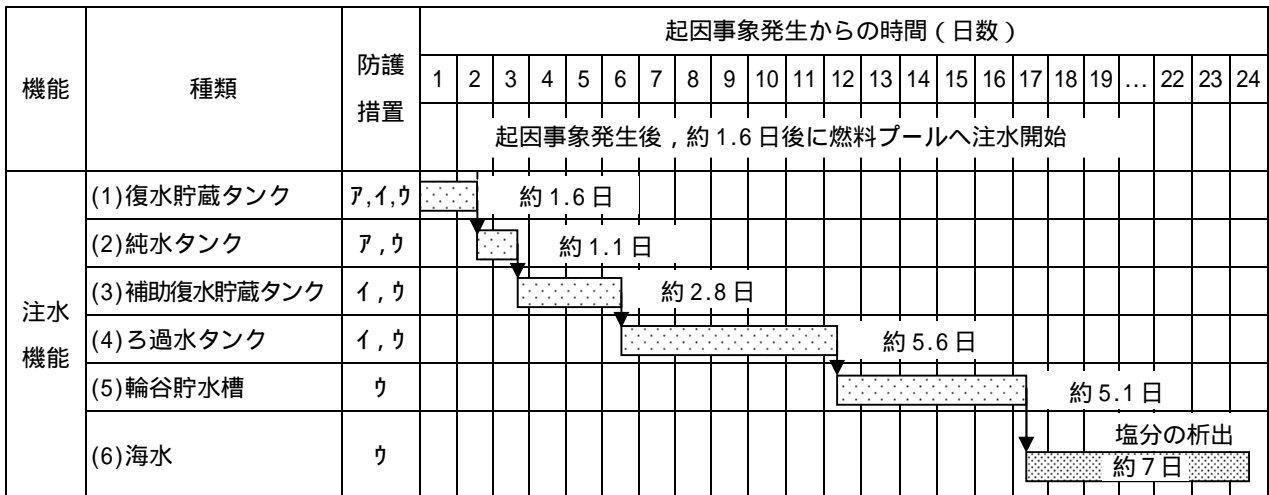 起因事象発生からの時間(日数)
機能 種類 防護措置 1 2 3 4 5 6 7 8 9 10 11 12 13 14 15 16 17 18 19 … 22 23 24
起因事象発生後,約1.6日後に燃料プールへ注水開始
注水機能
(1)復水貯蔵タンク ア,イ,ウ 約1.6日
(2)純水タンク ア,ウ 約1.1日
(3)補助復水貯蔵タンク イ,ウ 約2.8日
(4)ろ過水タンク イ,ウ 約5.6日
(5)輪谷貯水槽 ウ 約5.1日
塩分の析出
(6)海水 ウ 約7日